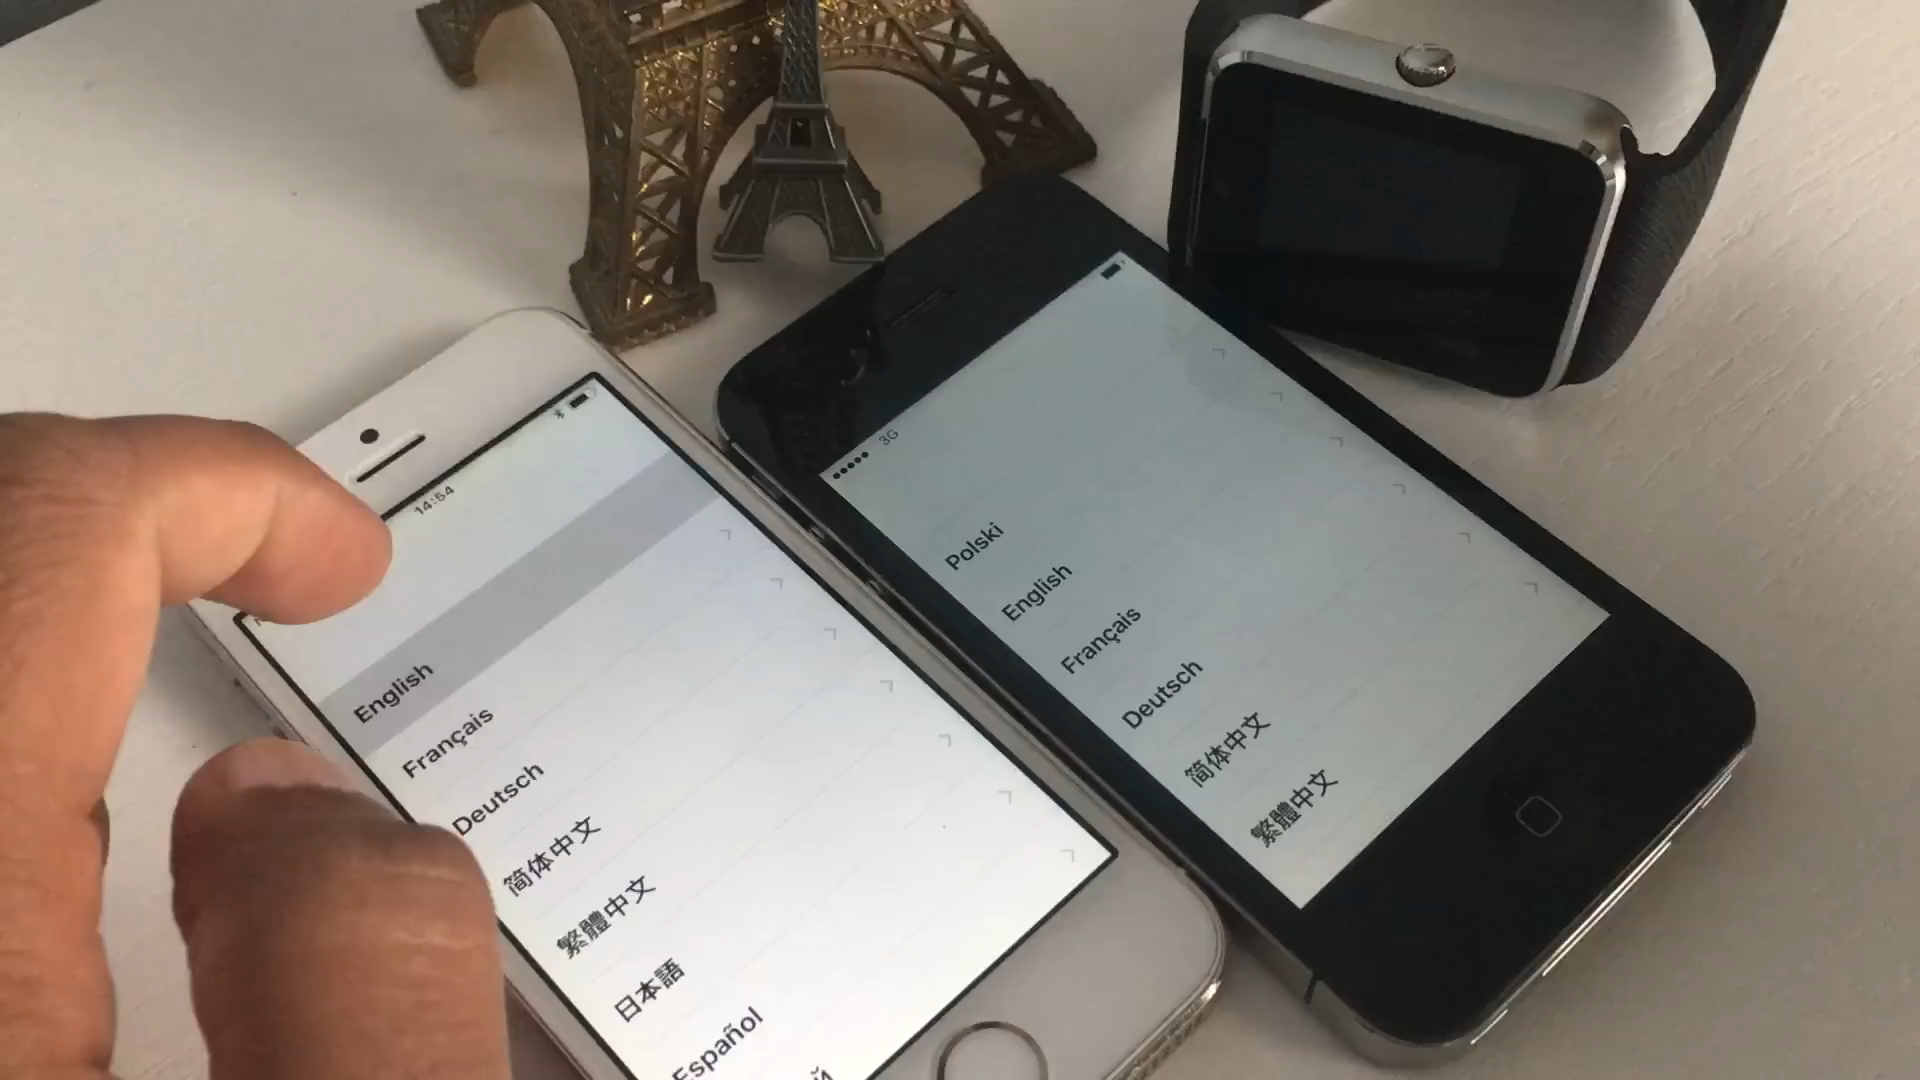 14:54
English
Français
Deutsch
简体中文
繁體中文
日本語
Español
3G
Polski
English
Français
Deutsch
简体中文
繁體中文